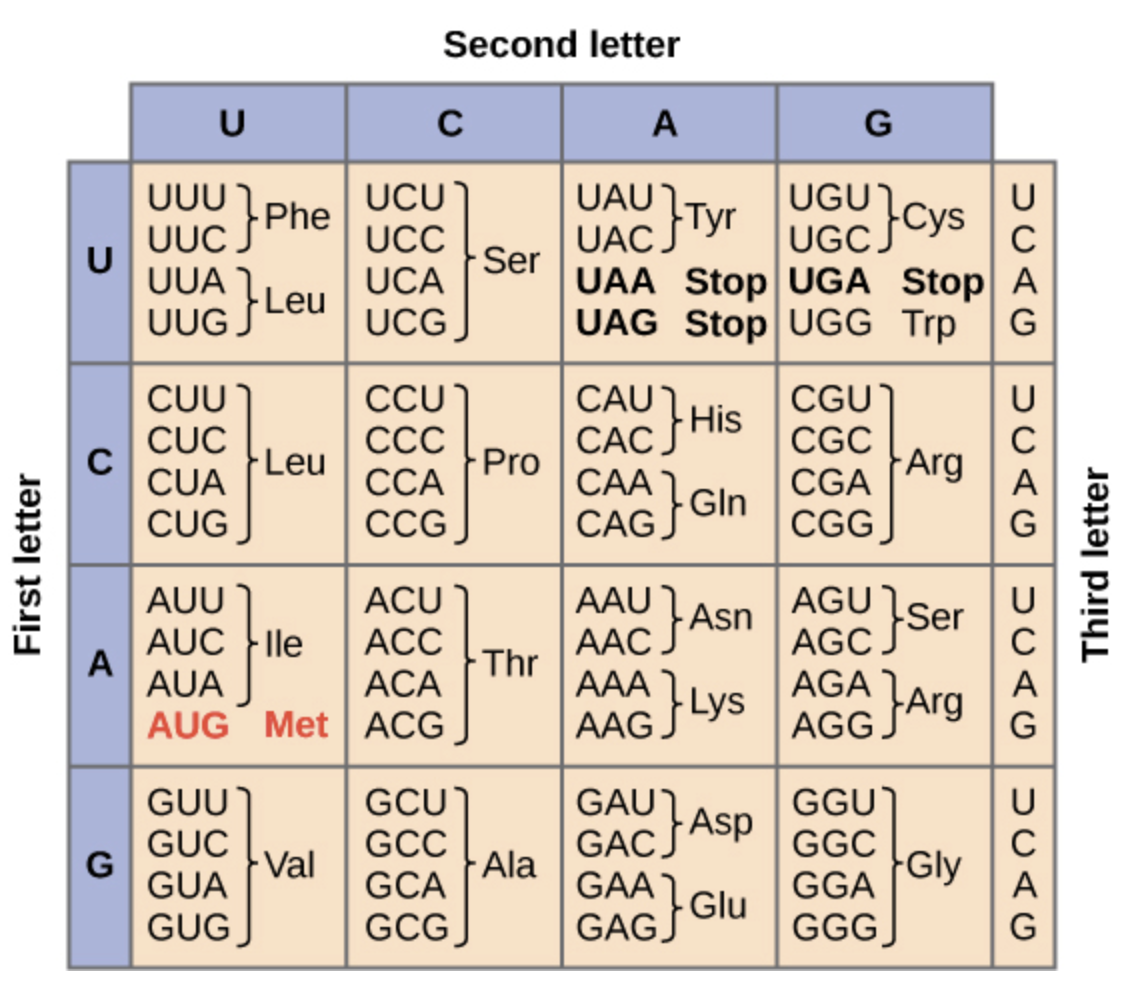 Second letter
U C A G
First letter
Third letter
U
UUU
UUC
Phe
UUA
UUG
Leu
UCU
UCC
UCA
UCG
Ser
UAU
UAC
Tyr
UAA Stop
UAG Stop
UGU
UGC
Cys
UGA Stop
UGG Trp
U
C
A
G
C
CUU
CUC
CUA
CUG
Leu
CCU
CCC
CCA
CCG
Pro
CAU
CAC
His
CAA
CAG
Gln
CGU
CGC
CGA
CGG
Arg
U
C
A
G
A
AUU
AUC
AUA
Ile
AUG Met
ACU
ACC
ACA
ACG
Thr
AAU
AAC
Asn
AAA
AAG
Lys
AGU
AGC
Ser
AGA
AGG
Arg
U
C
A
G
G
GUU
GUC
GUA
GUG
Val
GCU
GCC
GCA
GCG
Ala
GAU
GAC
Asp
GAA
GAG
Glu
GGU
GGC
GGA
GGG
Gly
U
C
A
G